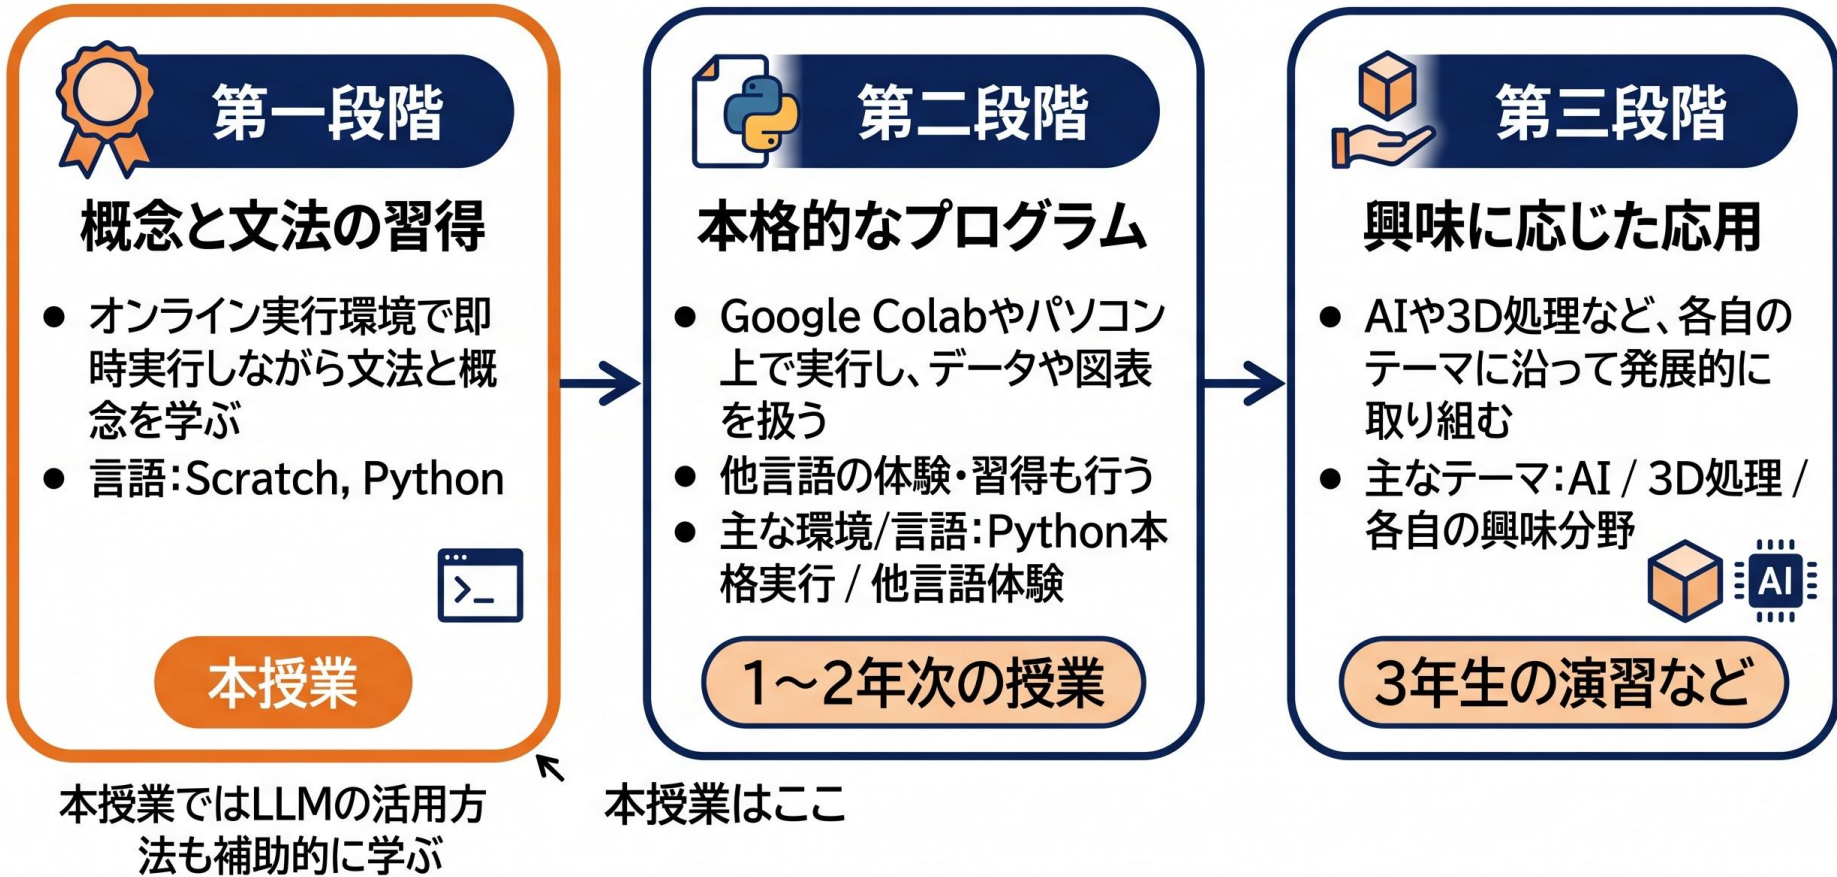 第一段階
概念と文法の習得
● オンライン実行環境で即
時実行しながら文法と概
念を学ぶ
● 言語：Scratch, Python
>_
本授業
第二段階
本格的なプログラム
● Google Colabやパソコン
上で実行し、データや図表
を扱う
● 他言語の体験・習得も行う
● 主な環境/言語：Python本
格実行 / 他言語体験
1～2年次の授業
第三段階
興味に応じた応用
● AIや3D処理など、各自の
テーマに沿って発展的に
取り組む
● 主なテーマ：AI / 3D処理 /
各自の興味分野
AI
3年生の演習など
本授業ではLLMの活用方
法も補助的に学ぶ
本授業はここ